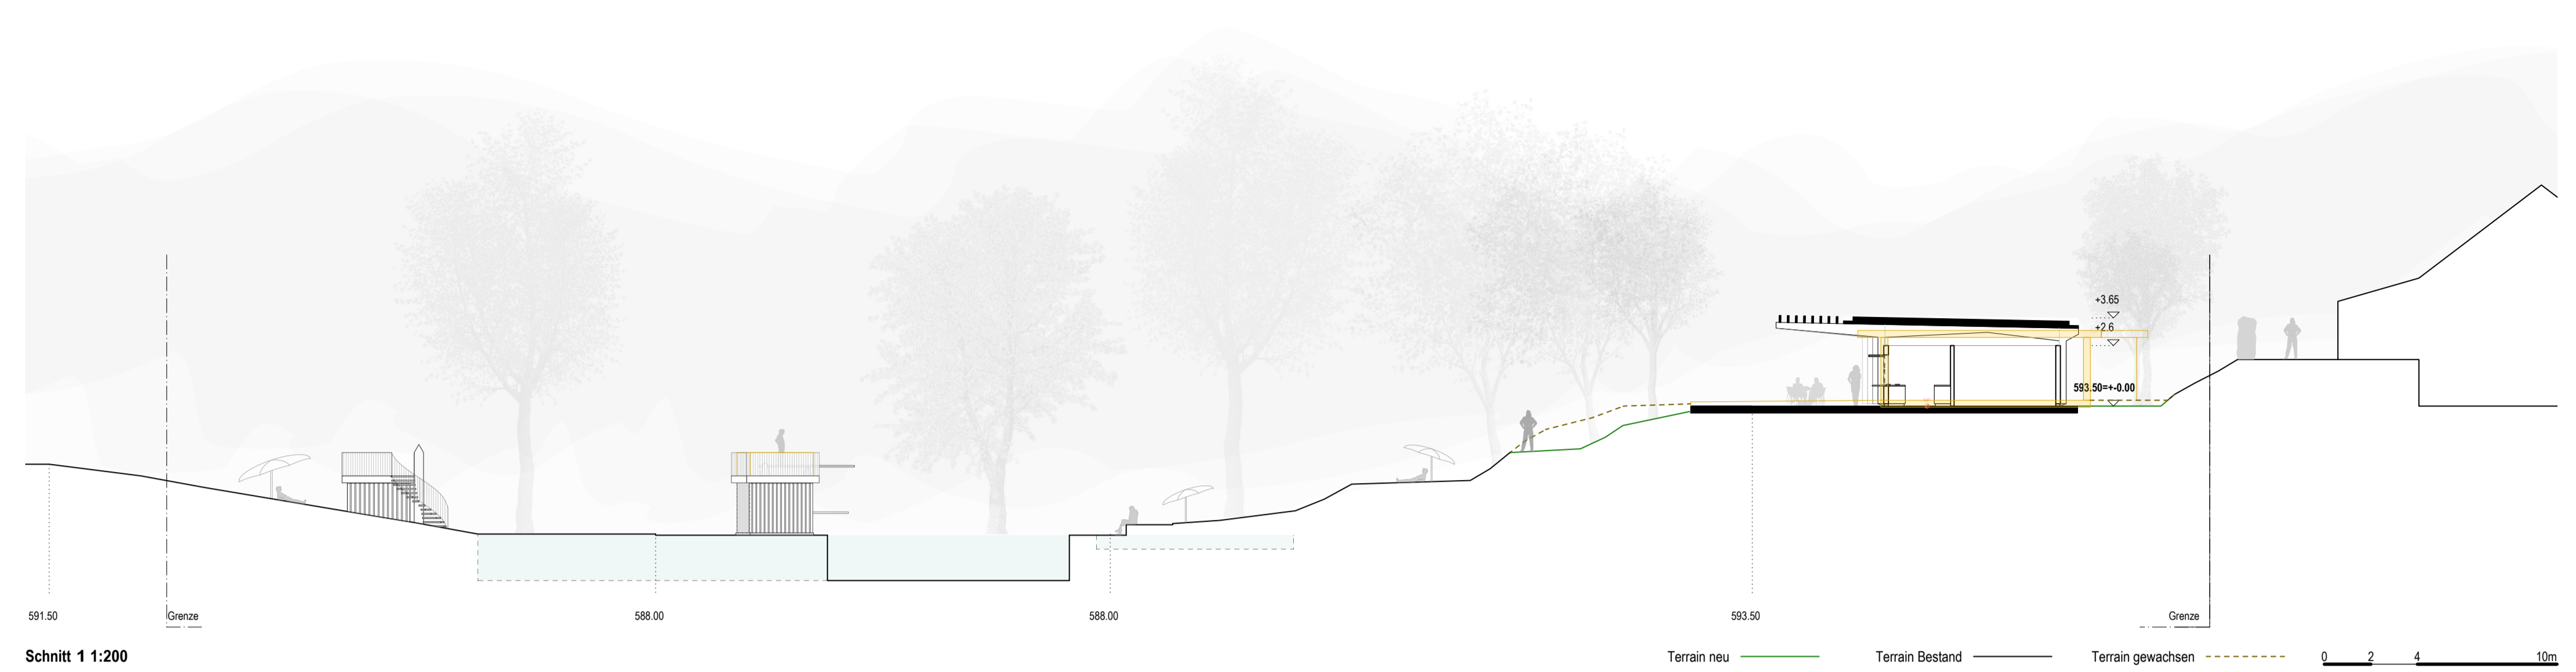 +3.65
+2.6
593.50=+-0.00
591.50
Grenze
588.00
588.00
593.50
Grenze
Schnitt 1 1:200
Terrain neu
Terrain Bestand
Terrain gewachsen
0 2 4 10m